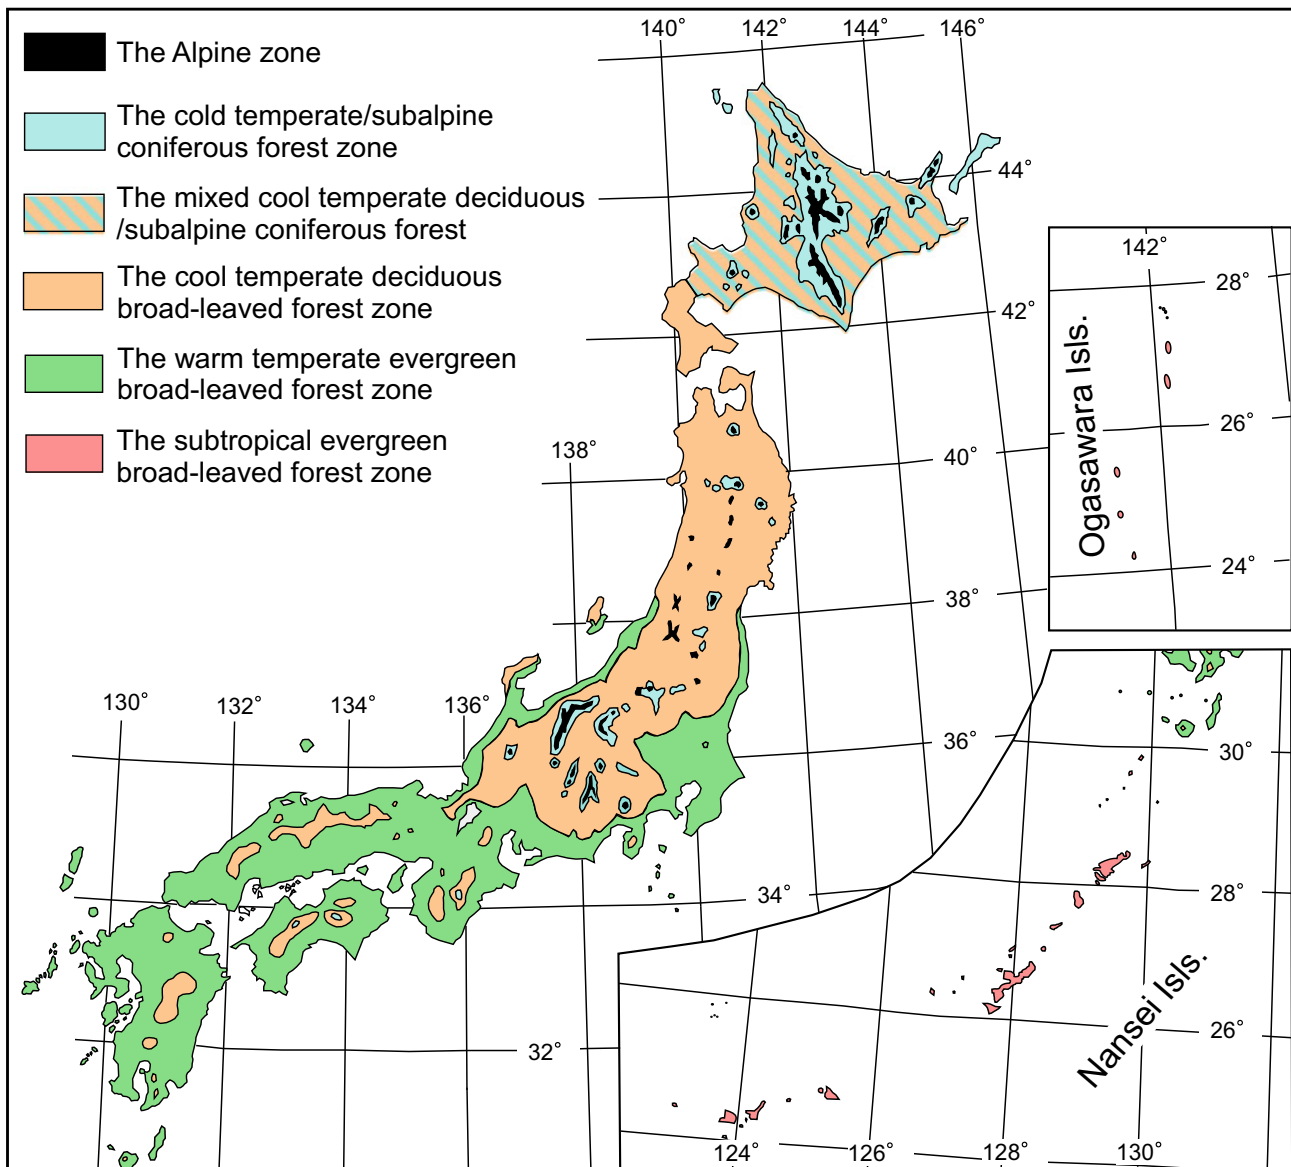 The Alpine zone
The cold temperate/subalpine
coniferous forest zone
The mixed cool temperate deciduous
/subalpine coniferous forest
The cool temperate deciduous
broad-leaved forest zone
The warm temperate evergreen
broad-leaved forest zone
The subtropical evergreen
broad-leaved forest zone
140° 142° 144° 146°
44°
42°
138°
40°
38°
130° 132° 134° 136°
36°
34°
32°
142°
28°
26°
24°
Ogasawara Isls.
30°
28°
26°
Nansei Isls.
124° 126° 128° 130°